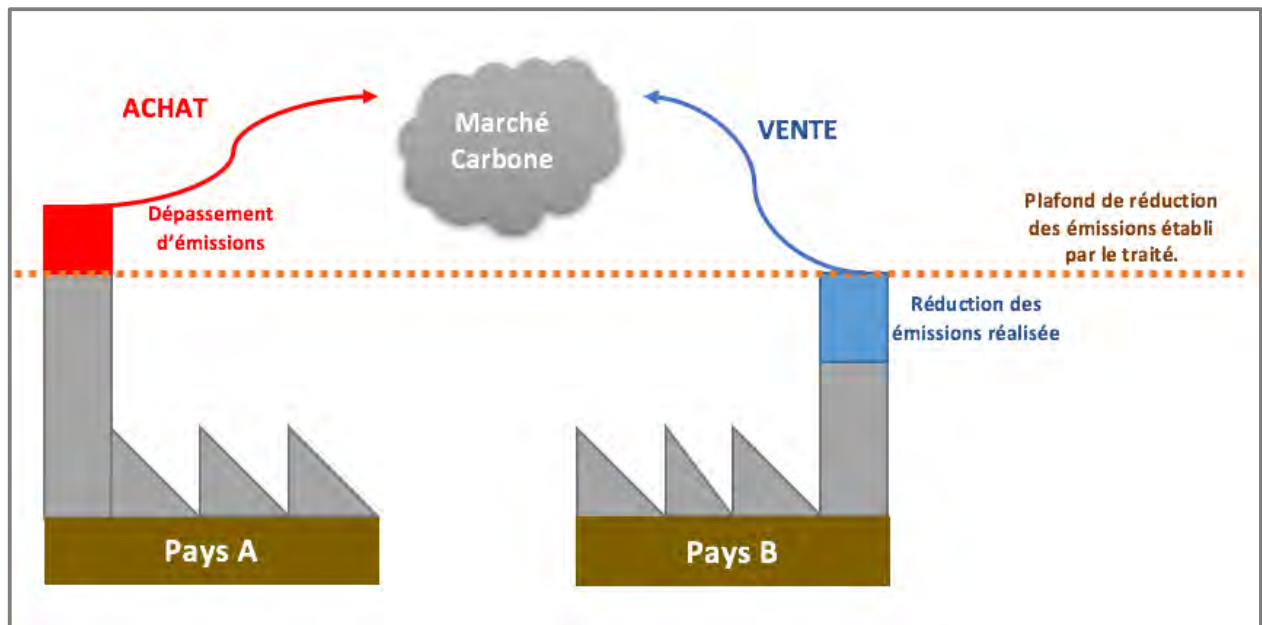 ACHAT
Marché
Carbone
VENTE
Dépassement
d'émissions
Plafond de réduction
des émissions établi
par le traité.
Réduction des
émissions réalisée
Pays A
Pays B